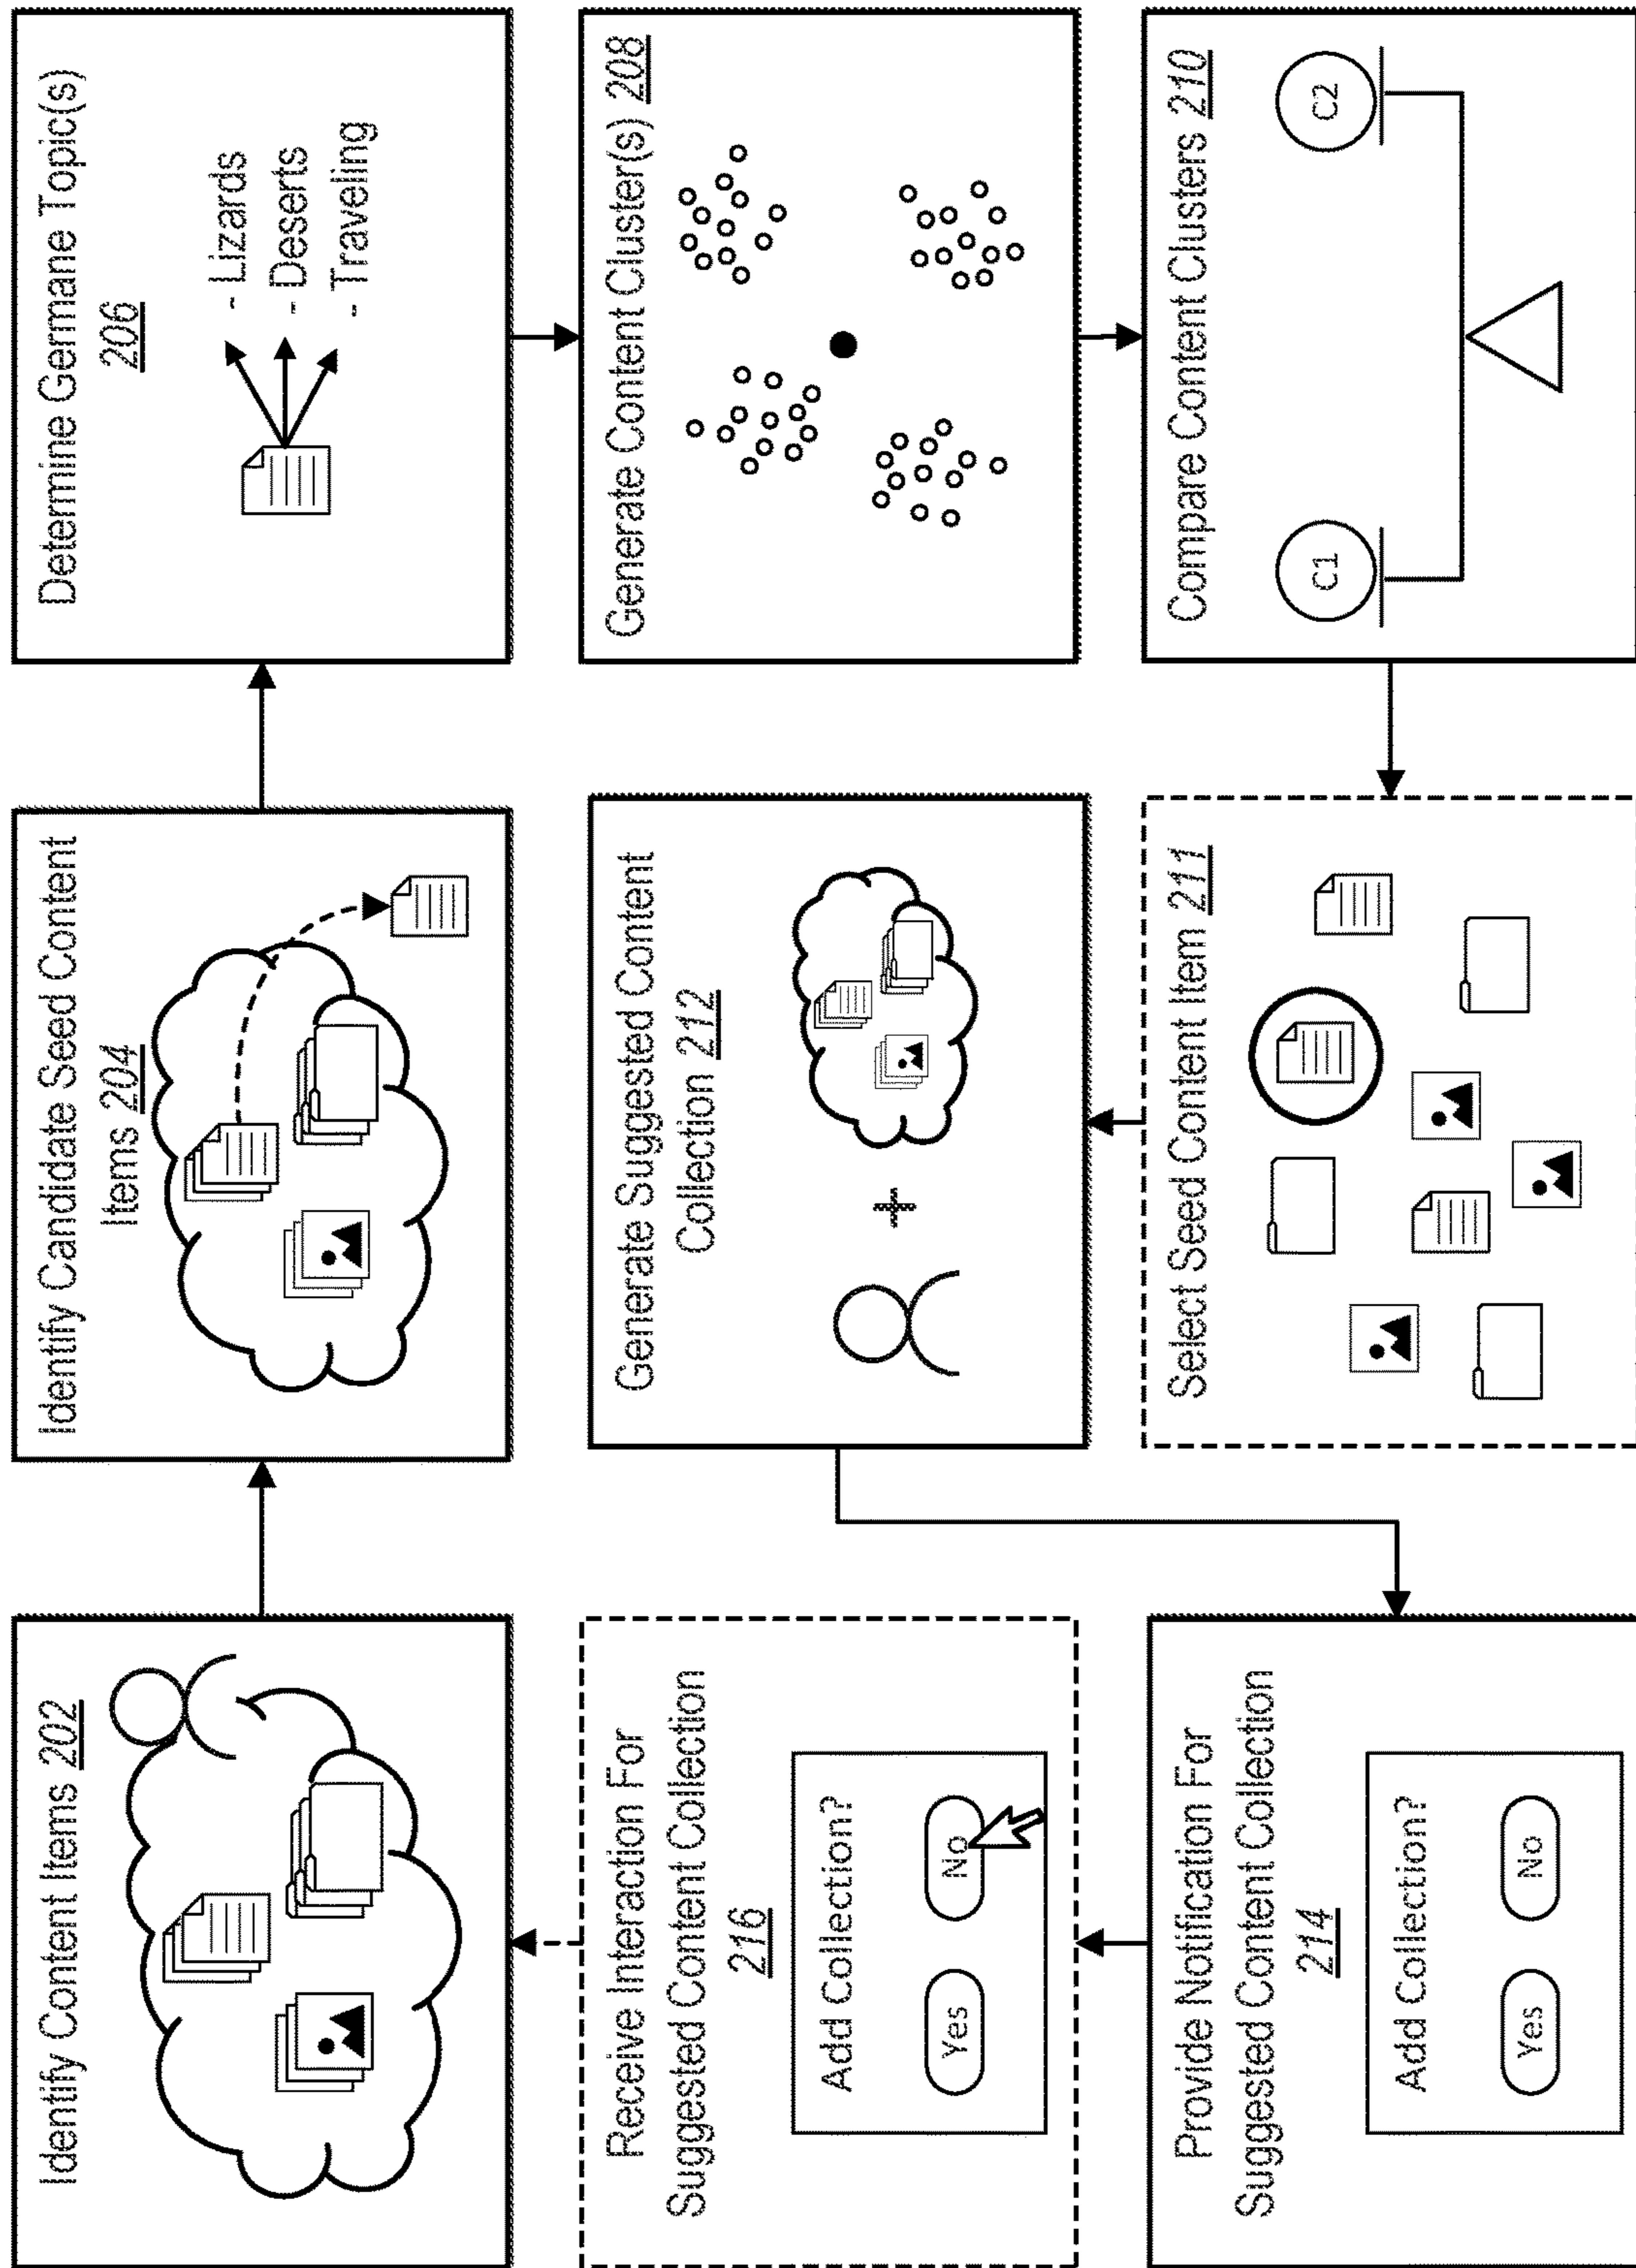 Identify Content Items 202
Identify Candidate Seed Content
Items 204
Determine Germane Topic(s)
206
- Lizards
- Deserts
- Traveling
Receive Interaction For
Suggested Content Collection
216
Add Collection?
Yes
No
Generate Suggested Content
Collection 212
+
Generate Content Cluster(s) 208
Provide Notification For
Suggested Content Collection
214
Add Collection?
Yes
No
Select Seed Content Item 211
Compare Content Clusters 210
C1
C2